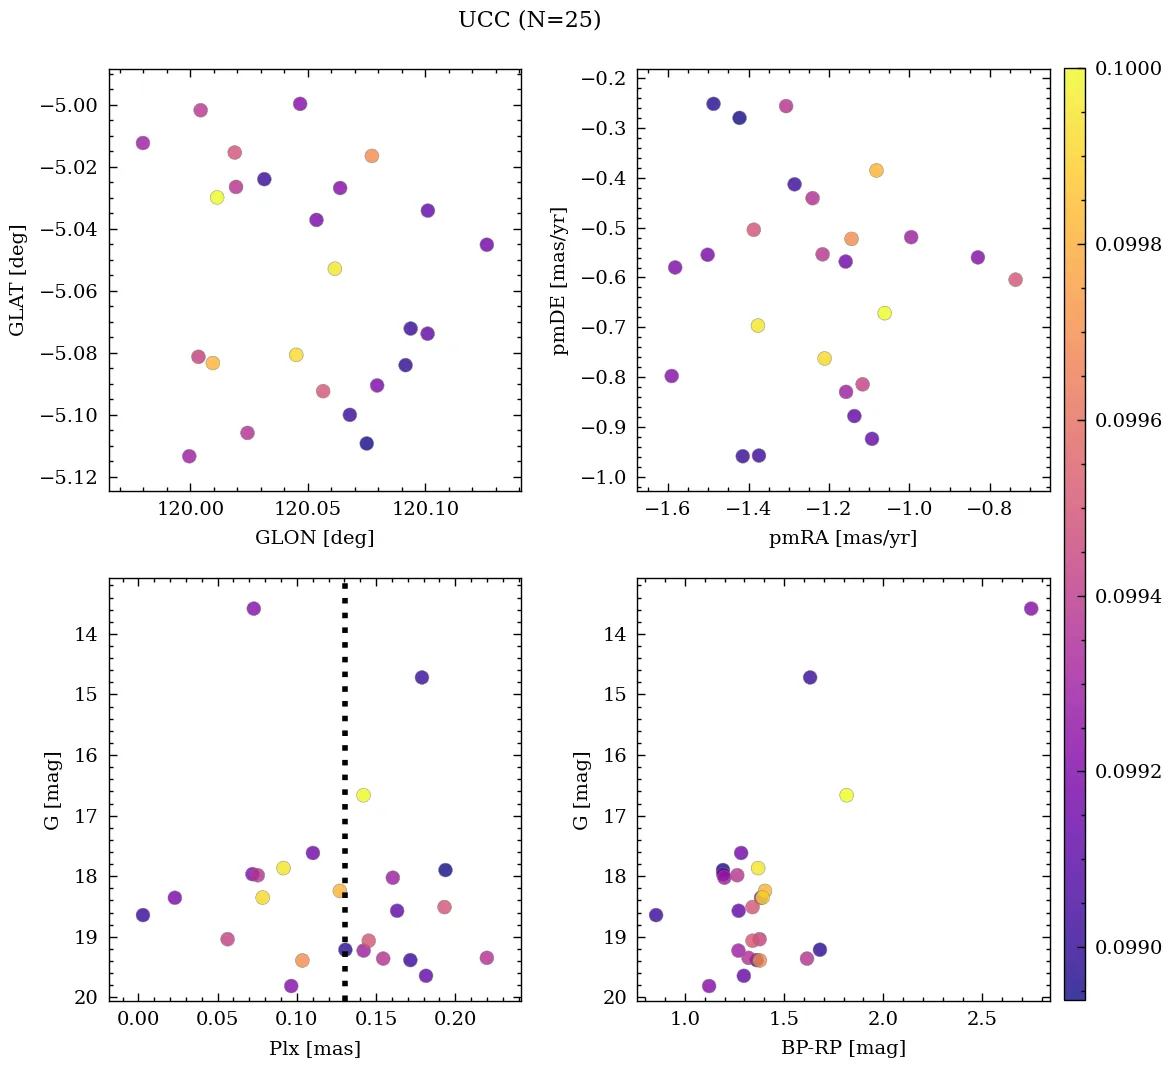 UCC (N=25)
−5.00
−5.02
−5.04
−5.06
−5.08
−5.10
−5.12
GLAT [deg]
120.00 120.05 120.10
GLON [deg]
−0.2
−0.3
−0.4
−0.5
−0.6
−0.7
−0.8
−0.9
−1.0
pmDE [mas/yr]
−1.6 −1.4 −1.2 −1.0 −0.8
pmRA [mas/yr]
14
15
16
17
18
19
20
G [mag]
0.00 0.05 0.10 0.15 0.20
Plx [mas]
14
15
16
17
18
19
20
G [mag]
1.0 1.5 2.0 2.5
BP-RP [mag]
0.1000
0.0998
0.0996
0.0994
0.0992
0.0990